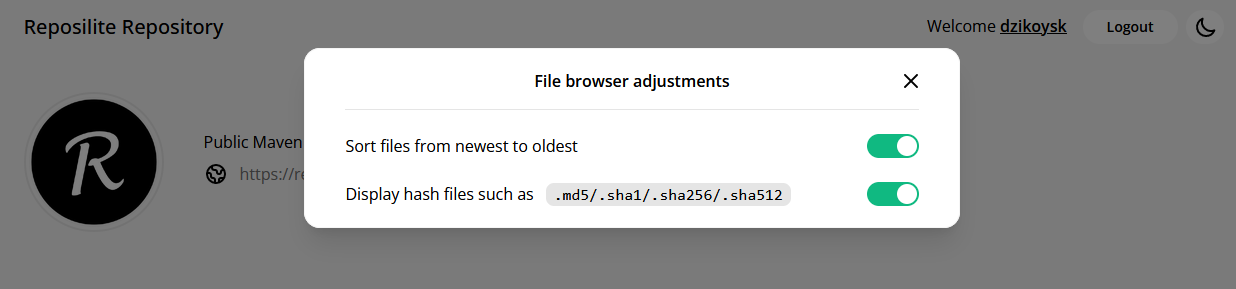 Reposilite Repository
Welcome dzikoysk Logout
File browser adjustments
R
Public Maven
Sort files from newest to oldest
https://re
Display hash files such as .md5/.sha1/.sha256/.sha512